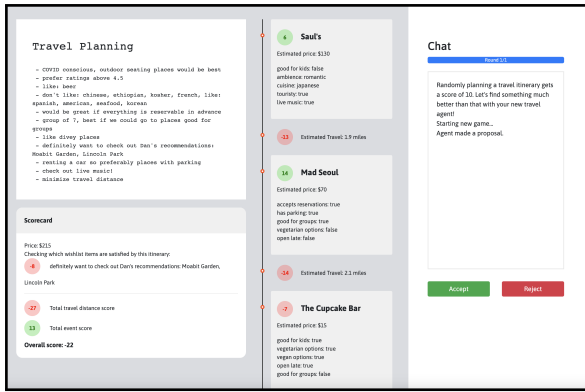 Travel Planning
- COVID conscious, outdoor seating places would be best
- prefer ratings above 4.5
- like: beer
- don't like: chinese, ethiopian, kosher, french, like:
spanish, american, seafood, korean
- would be great if everything is reservable in advance
- group of 7, best if we could go to places good for
groups
- like divey places
- definitely want to check out Dan's recommendations:
Moabit Garden, Lincoln Park
- renting a car so preferably places with parking
- check out live music!
- minimize travel distance
Scorecard
Price: $215
Checking which wishlist items are satisfied by this itinerary:
-8 definitely want to check out Dan's recommendations: Moabit Garden,
Lincoln Park
-27 Total travel distance score
13 Total event score
Overall score: -22
6 Saul's
Estimated price: $130
good for kids: false
ambience: romantic
cuisine: japanese
touristy: true
live music: true
-13 Estimated Travel: 1.9 miles
14 Mad Seoul
Estimated price: $70
accepts reservations: true
has parking: true
good for groups: true
vegetarian options: false
open late: false
-14 Estimated Travel: 2.1 miles
-7 The Cupcake Bar
Estimated price: $15
good for kids: true
vegetarian options: true
vegan options: true
open late: true
good for groups: false
Chat
Round 1/1
Randomly planning a travel itinerary gets
a score of 10. Let's find something much
better than that with your new travel
agent!
Starting new game...
Agent made a proposal.
Accept
Reject